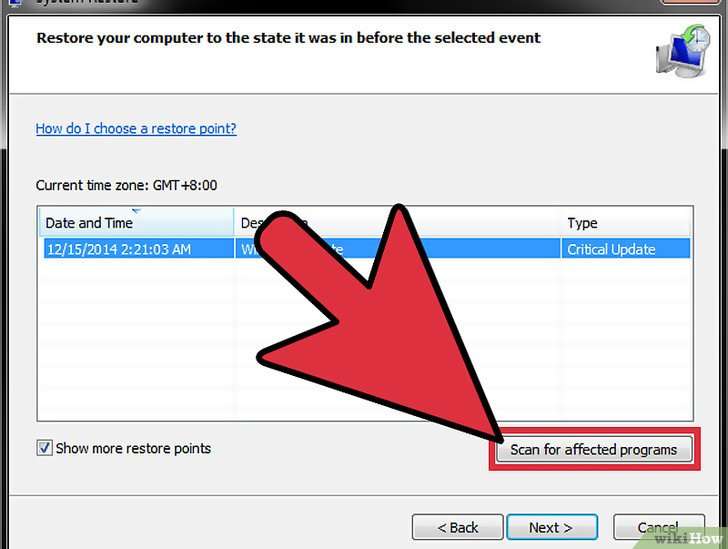 System Restore
Restore your computer to the state it was in before the selected event
How do I choose a restore point?
Current time zone: GMT+8:00
Date and Time Type
12/15/2014 2:21:03 AM Critical Update
Show more restore points
Scan for affected programs
< Back Next > Cancel
wikiHow